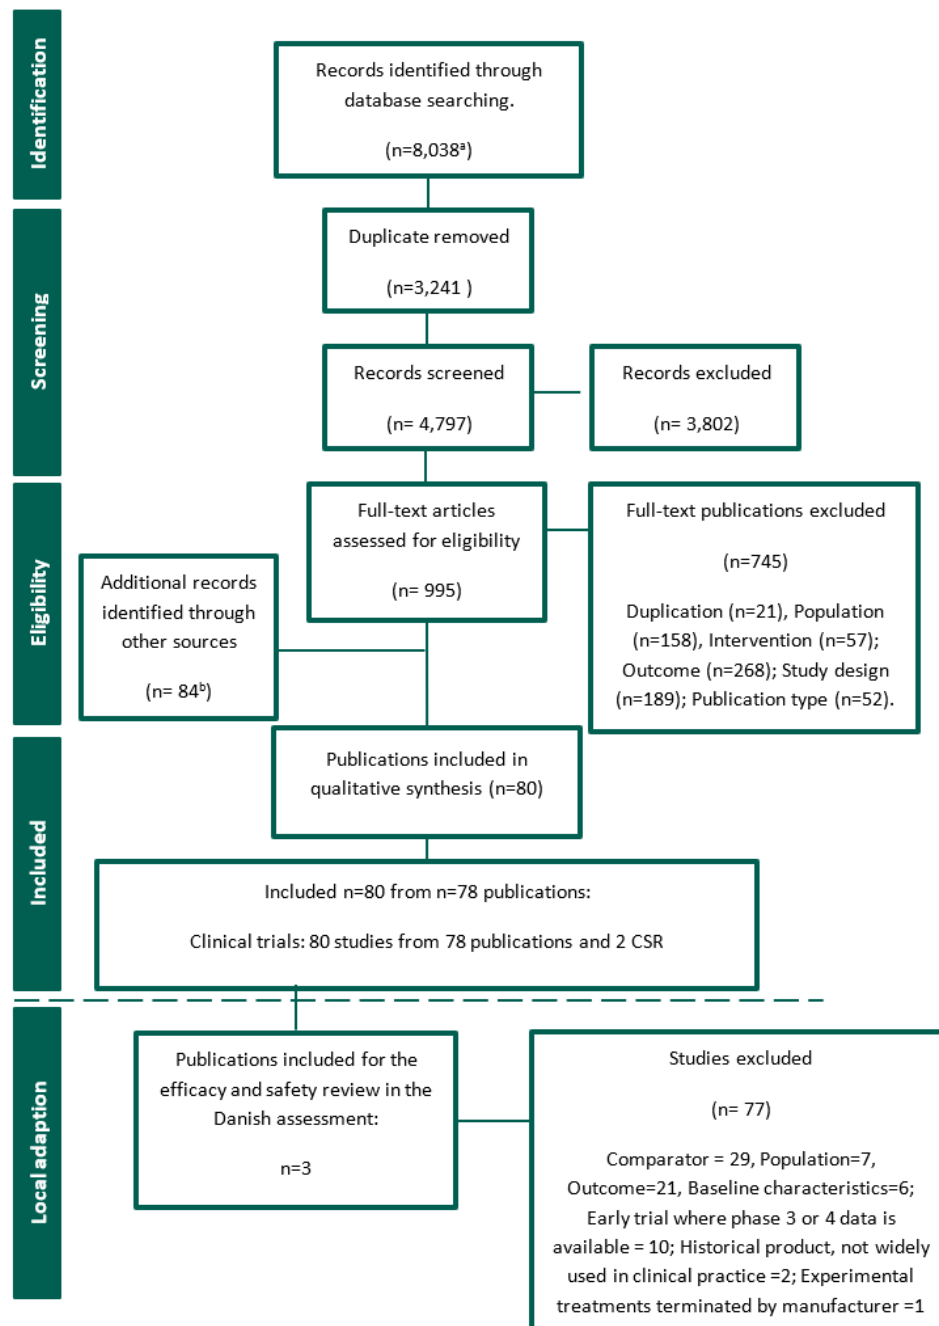 Identification
Records identified through
database searching.
(n=8,038ª)
Screening
Duplicate removed
(n=3,241 )
Records screened
(n= 4,797)
Records excluded
(n= 3,802)
Eligibility
Full-text articles
assessed for eligibility
(n= 995)
Full-text publications excluded
(n=745)
Duplication (n=21), Population
(n=158), Intervention (n=57);
Outcome (n=268); Study design
(n=189); Publication type (n=52).
Additional records
identified through
other sources
(n= 84ᵇ)
Included
Publications included in
qualitative synthesis (n=80)
Included n=80 from n=78 publications:
Clinical trials: 80 studies from 78 publications and 2 CSR
Local adaption
Publications included for the
efficacy and safety review in the
Danish assessment:
n=3
Studies excluded
(n= 77)
Comparator = 29, Population=7,
Outcome=21, Baseline characteristics=6;
Early trial where phase 3 or 4 data is
available = 10; Historical product, not widely
used in clinical practice =2; Experimental
treatments terminated by manufacturer =1